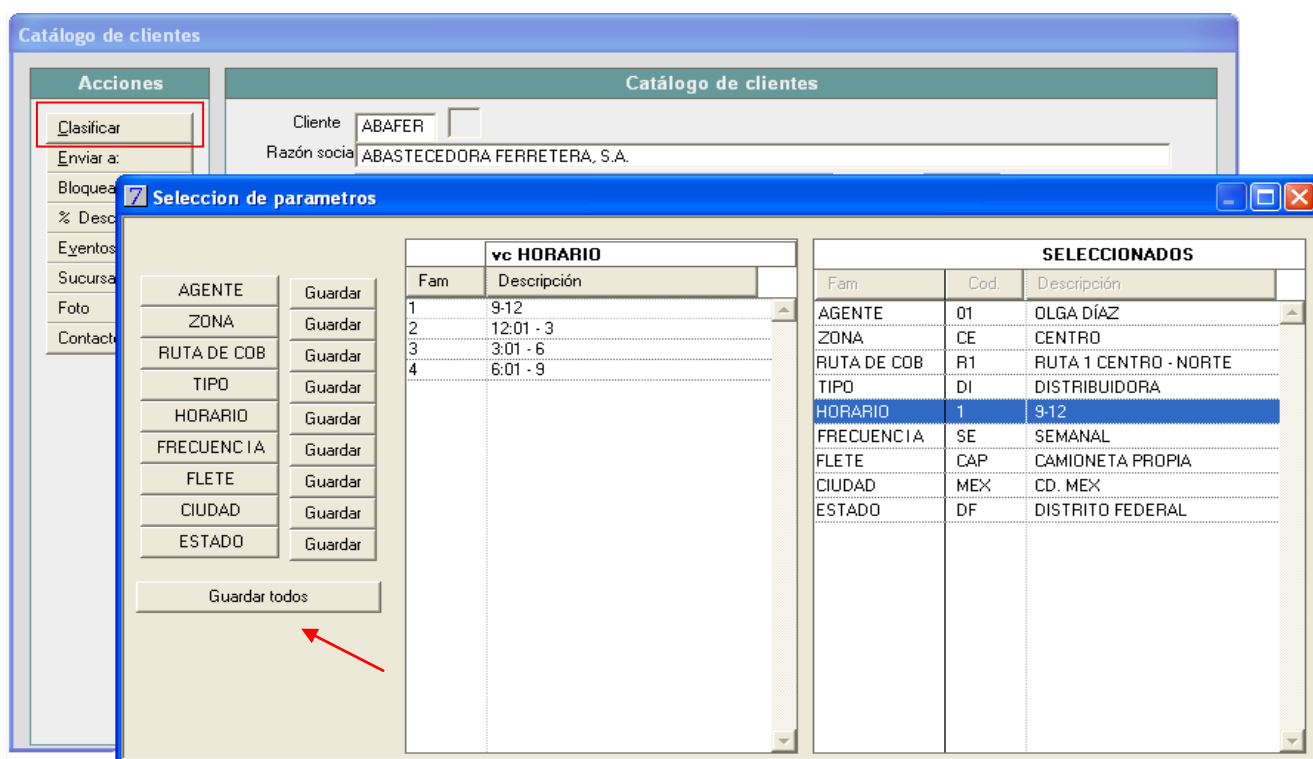 Catálogo de clientes
Acciones
Catálogo de clientes
Clasificar
Cliente ABAFER
Enviar a:
Razón socia ABASTECEDORA FERRETERA, S.A.
Bloquea
% Desc
Eventos
Sucursa
Foto
Contacto
7 Seleccion de parametros
AGENTE Guardar
ZONA Guardar
RUTA DE COB Guardar
TIPO Guardar
HORARIO Guardar
FRECUENCIA Guardar
FLETE Guardar
CIUDAD Guardar
ESTADO Guardar
Guardar todos
vc HORARIO
Fam Descripción
1 9-12
2 12:01 - 3
3 3:01 - 6
4 6:01 - 9
SELECCIONADOS
Fam Cod. Descripción
AGENTE 01 OLGA DÍAZ
ZONA CE CENTRO
RUTA DE COB R1 RUTA 1 CENTRO - NORTE
TIPO DI DISTRIBUIDORA
HORARIO 1 9-12
FRECUENCIA SE SEMANAL
FLETE CAP CAMIONETA PROPIA
CIUDAD MEX CD. MEX
ESTADO DF DISTRITO FEDERAL